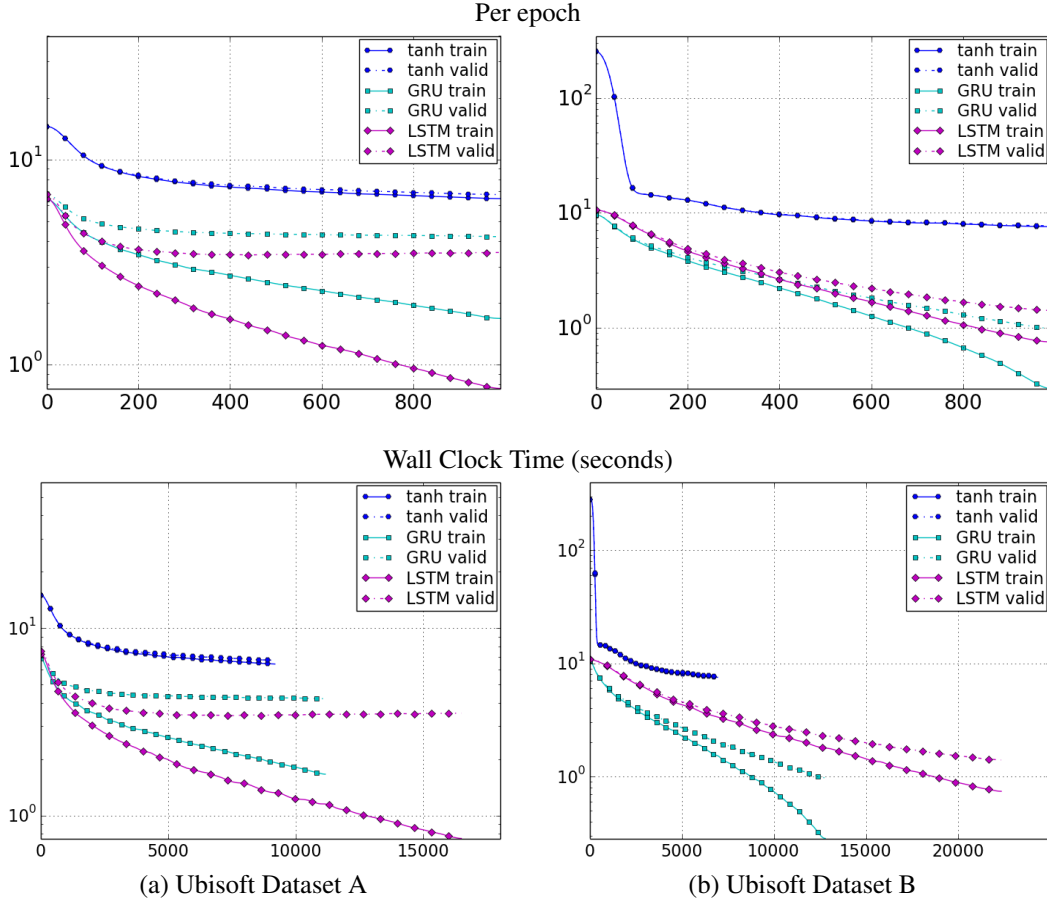 Per epoch
tanh train
tanh valid
GRU train
GRU valid
LSTM train
LSTM valid
10^1
10^0
0 200 400 600 800
tanh train
tanh valid
GRU train
GRU valid
LSTM train
LSTM valid
10^2
10^1
10^0
0 200 400 600 800
Wall Clock Time (seconds)
tanh train
tanh valid
GRU train
GRU valid
LSTM train
LSTM valid
10^1
10^0
0 5000 10000 15000
tanh train
tanh valid
GRU train
GRU valid
LSTM train
LSTM valid
10^2
10^1
10^0
0 5000 10000 15000 20000
(a) Ubisoft Dataset A
(b) Ubisoft Dataset B